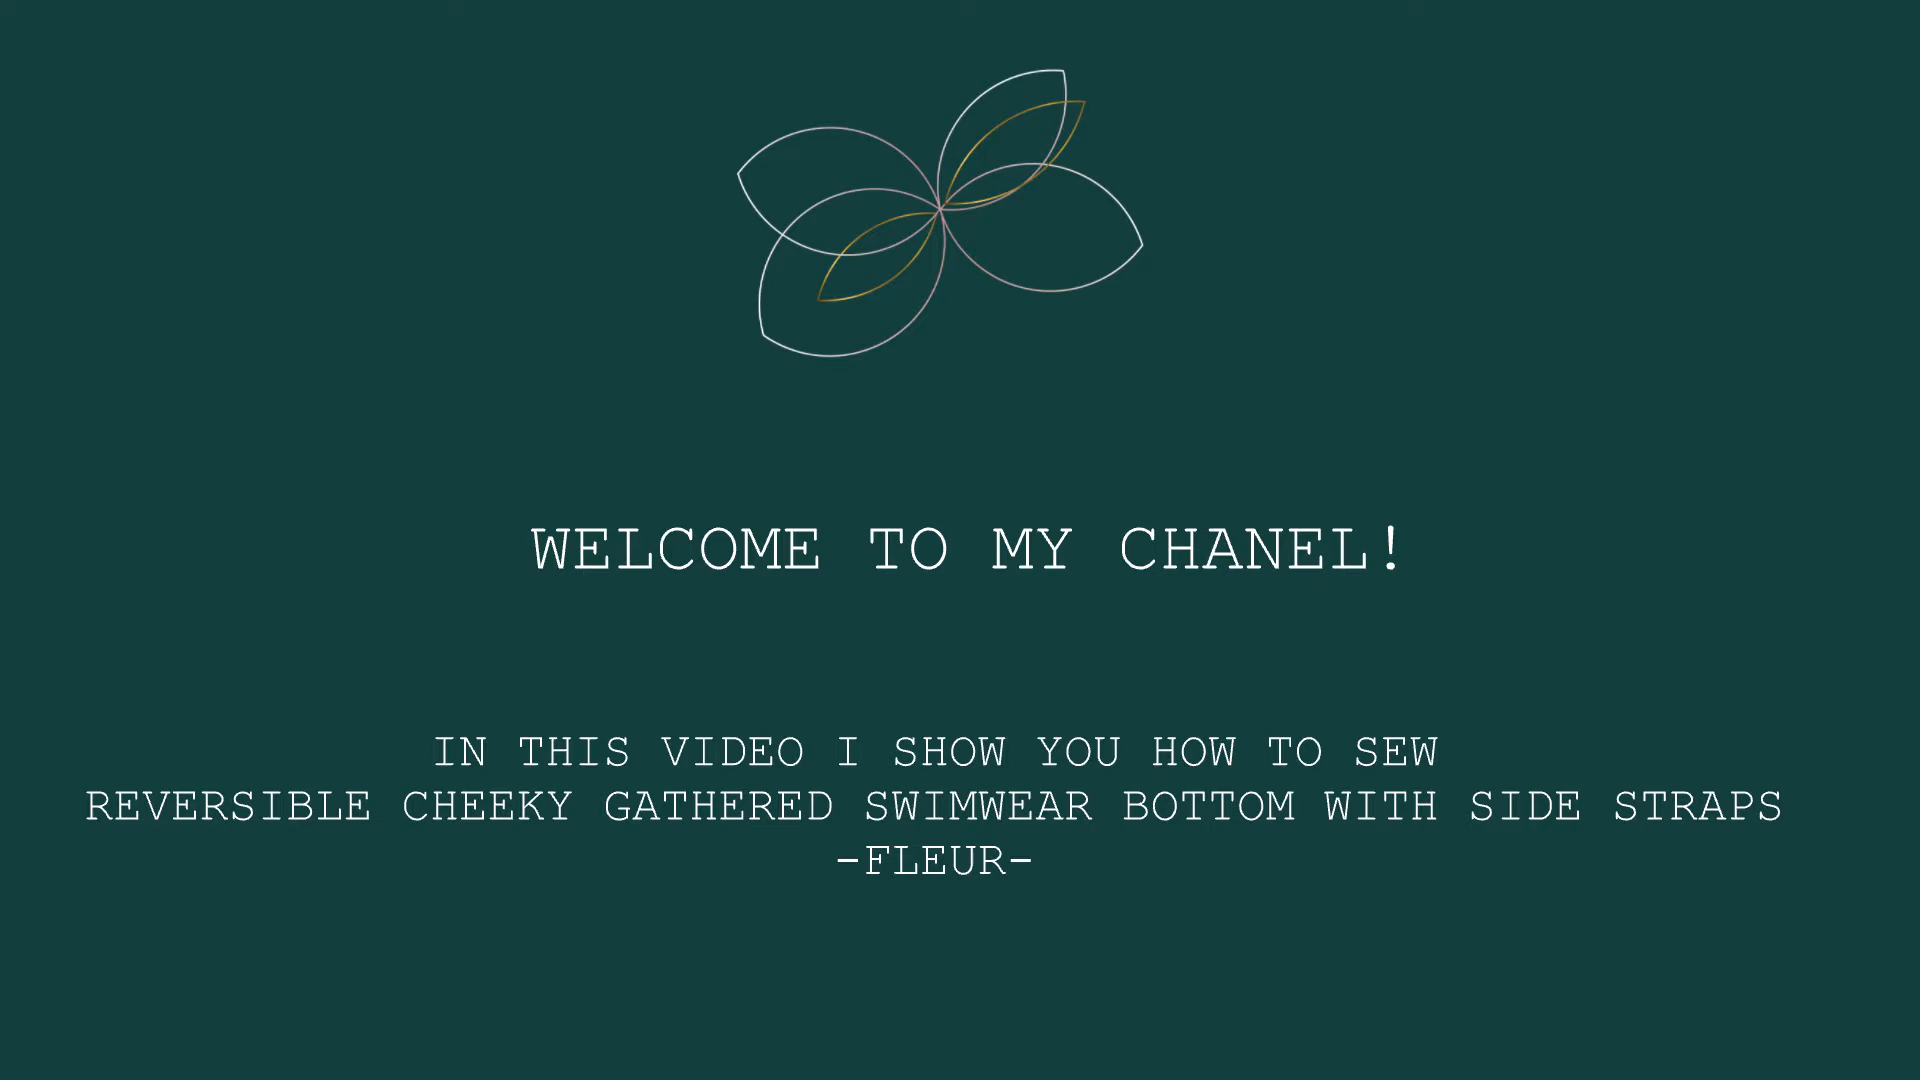 WELCOME TO MY CHANEL!
IN THIS VIDEO I SHOW YOU HOW TO SEW
REVERSIBLE CHEEKY GATHERED SWIMWEAR BOTTOM WITH SIDE STRAPS
-FLEUR-